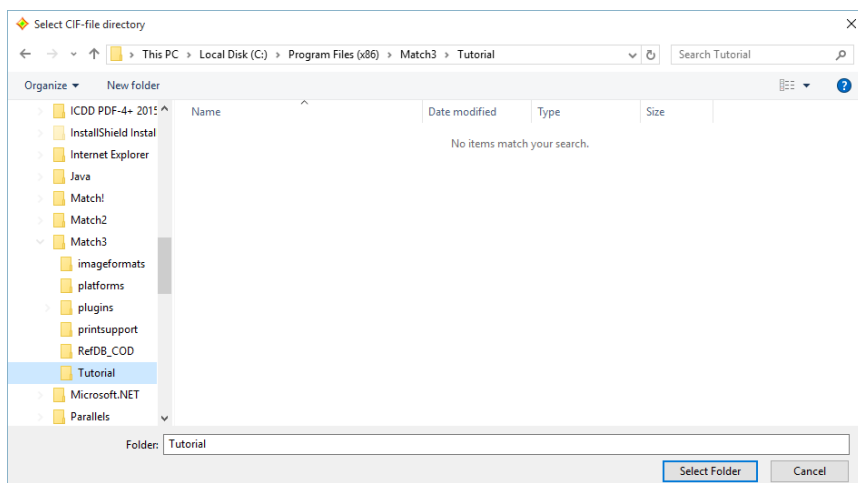 Select CIF-file directory
This PC > Local Disk (C:) > Program Files (x86) > Match3 > Tutorial
Search Tutorial
Organize
New folder
Name
Date modified
Type
Size
No items match your search.
ICDD PDF-4+ 2015
InstallShield Instal
Internet Explorer
Java
Match!
Match2
Match3
imageformats
platforms
plugins
printsupport
RefDB_COD
Tutorial
Microsoft.NET
Parallels
Folder: Tutorial
Select Folder
Cancel